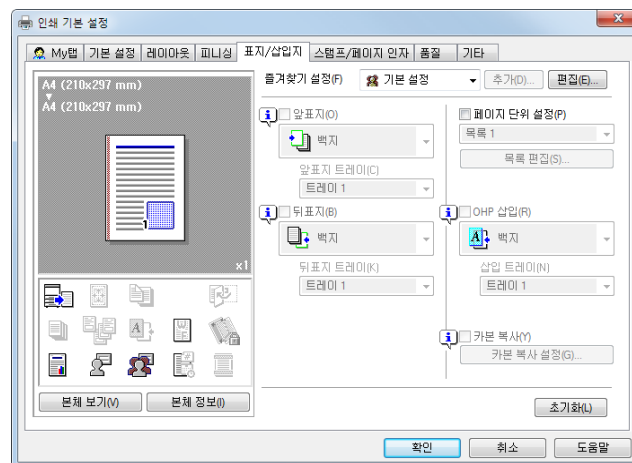 인쇄 기본 설정
My탭 기본 설정 레이아웃 피니싱 표지/삽입지 스탬프/페이지 인자 품질 기타
A4 (210x297 mm)
A4 (210x297 mm)
1
x1
본체 보기(V) 본체 정보(I)
즐겨찾기 설정(F) 기본 설정 추가(D)... 편집(E)...
앞표지(O) 페이지 단위 설정(P)
백지 목록 1
목록 편집(S)...
앞표지 트레이(C)
트레이 1
뒤표지(B) OHP 삽입(R)
백지 백지
뒤표지 트레이(K) 삽입 트레이(N)
트레이 1 트레이 1
카본 복사(Y)
카본 복사 설정(G)...
초기화(L)
확인 취소 도움말